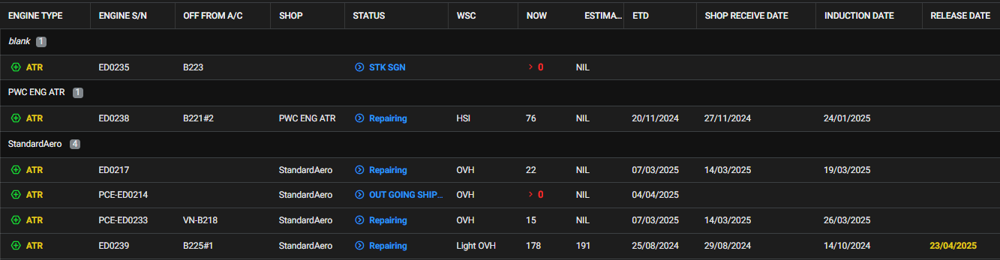 ENGINE TYPE ENGINE S/N OFF FROM A/C SHOP STATUS WSC NOW ESTIMA... ETD SHOP RECEIVE DATE INDUCTION DATE RELEASE DATE
blank 1
ATR ED0235 B223 STK SGN > 0 NIL
PWC ENG ATR 1
ATR ED0238 B221#2 PWC ENG ATR Repairing HSI 76 NIL 20/11/2024 27/11/2024 24/01/2025
StandardAero 4
ATR ED0217 StandardAero Repairing OVH 22 NIL 07/03/2025 14/03/2025 19/03/2025
ATR PCE-ED0214 StandardAero OUT GOING SHIP... OVH > 0 NIL 04/04/2025
ATR PCE-ED0233 VN-B218 StandardAero Repairing OVH 15 NIL 07/03/2025 14/03/2025 26/03/2025
ATR ED0239 B225#1 StandardAero Repairing Light OVH 178 191 25/08/2024 29/08/2024 14/10/2024 23/04/2025